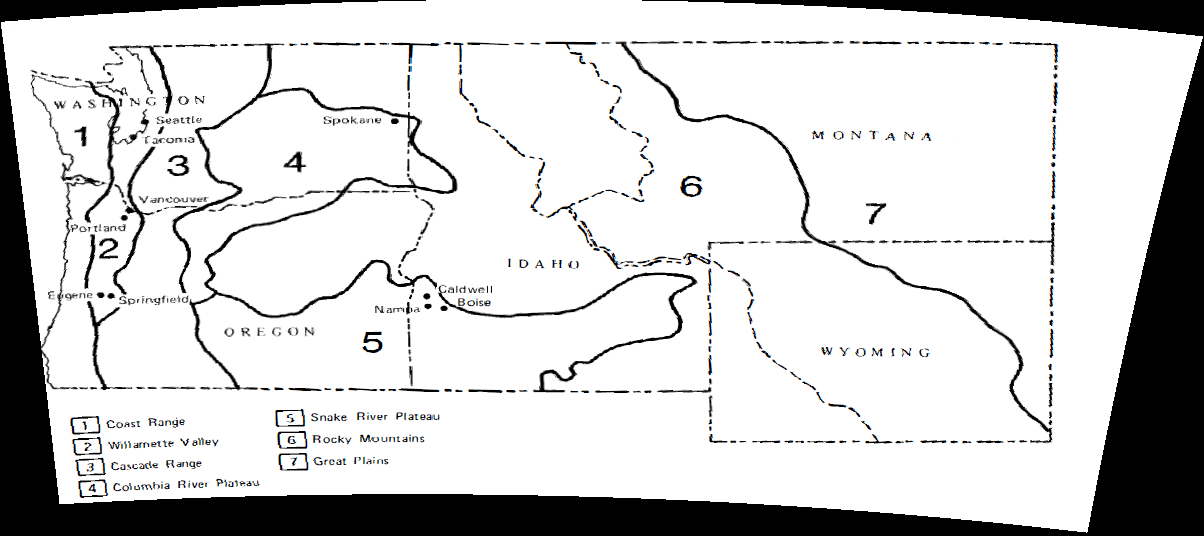 WASHINGTON
Seattle
Tacoma
Spokane
MONTANA
1
3
4
6
7
Vancouver
Portland
2
IDAHO
Eugene
Springfield
Caldwell
Boise
Nampa
OREGON
5
WYOMING
1 Coast Range
2 Willamette Valley
3 Cascade Range
4 Columbia River Plateau
5 Snake River Plateau
6 Rocky Mountains
7 Great Plains